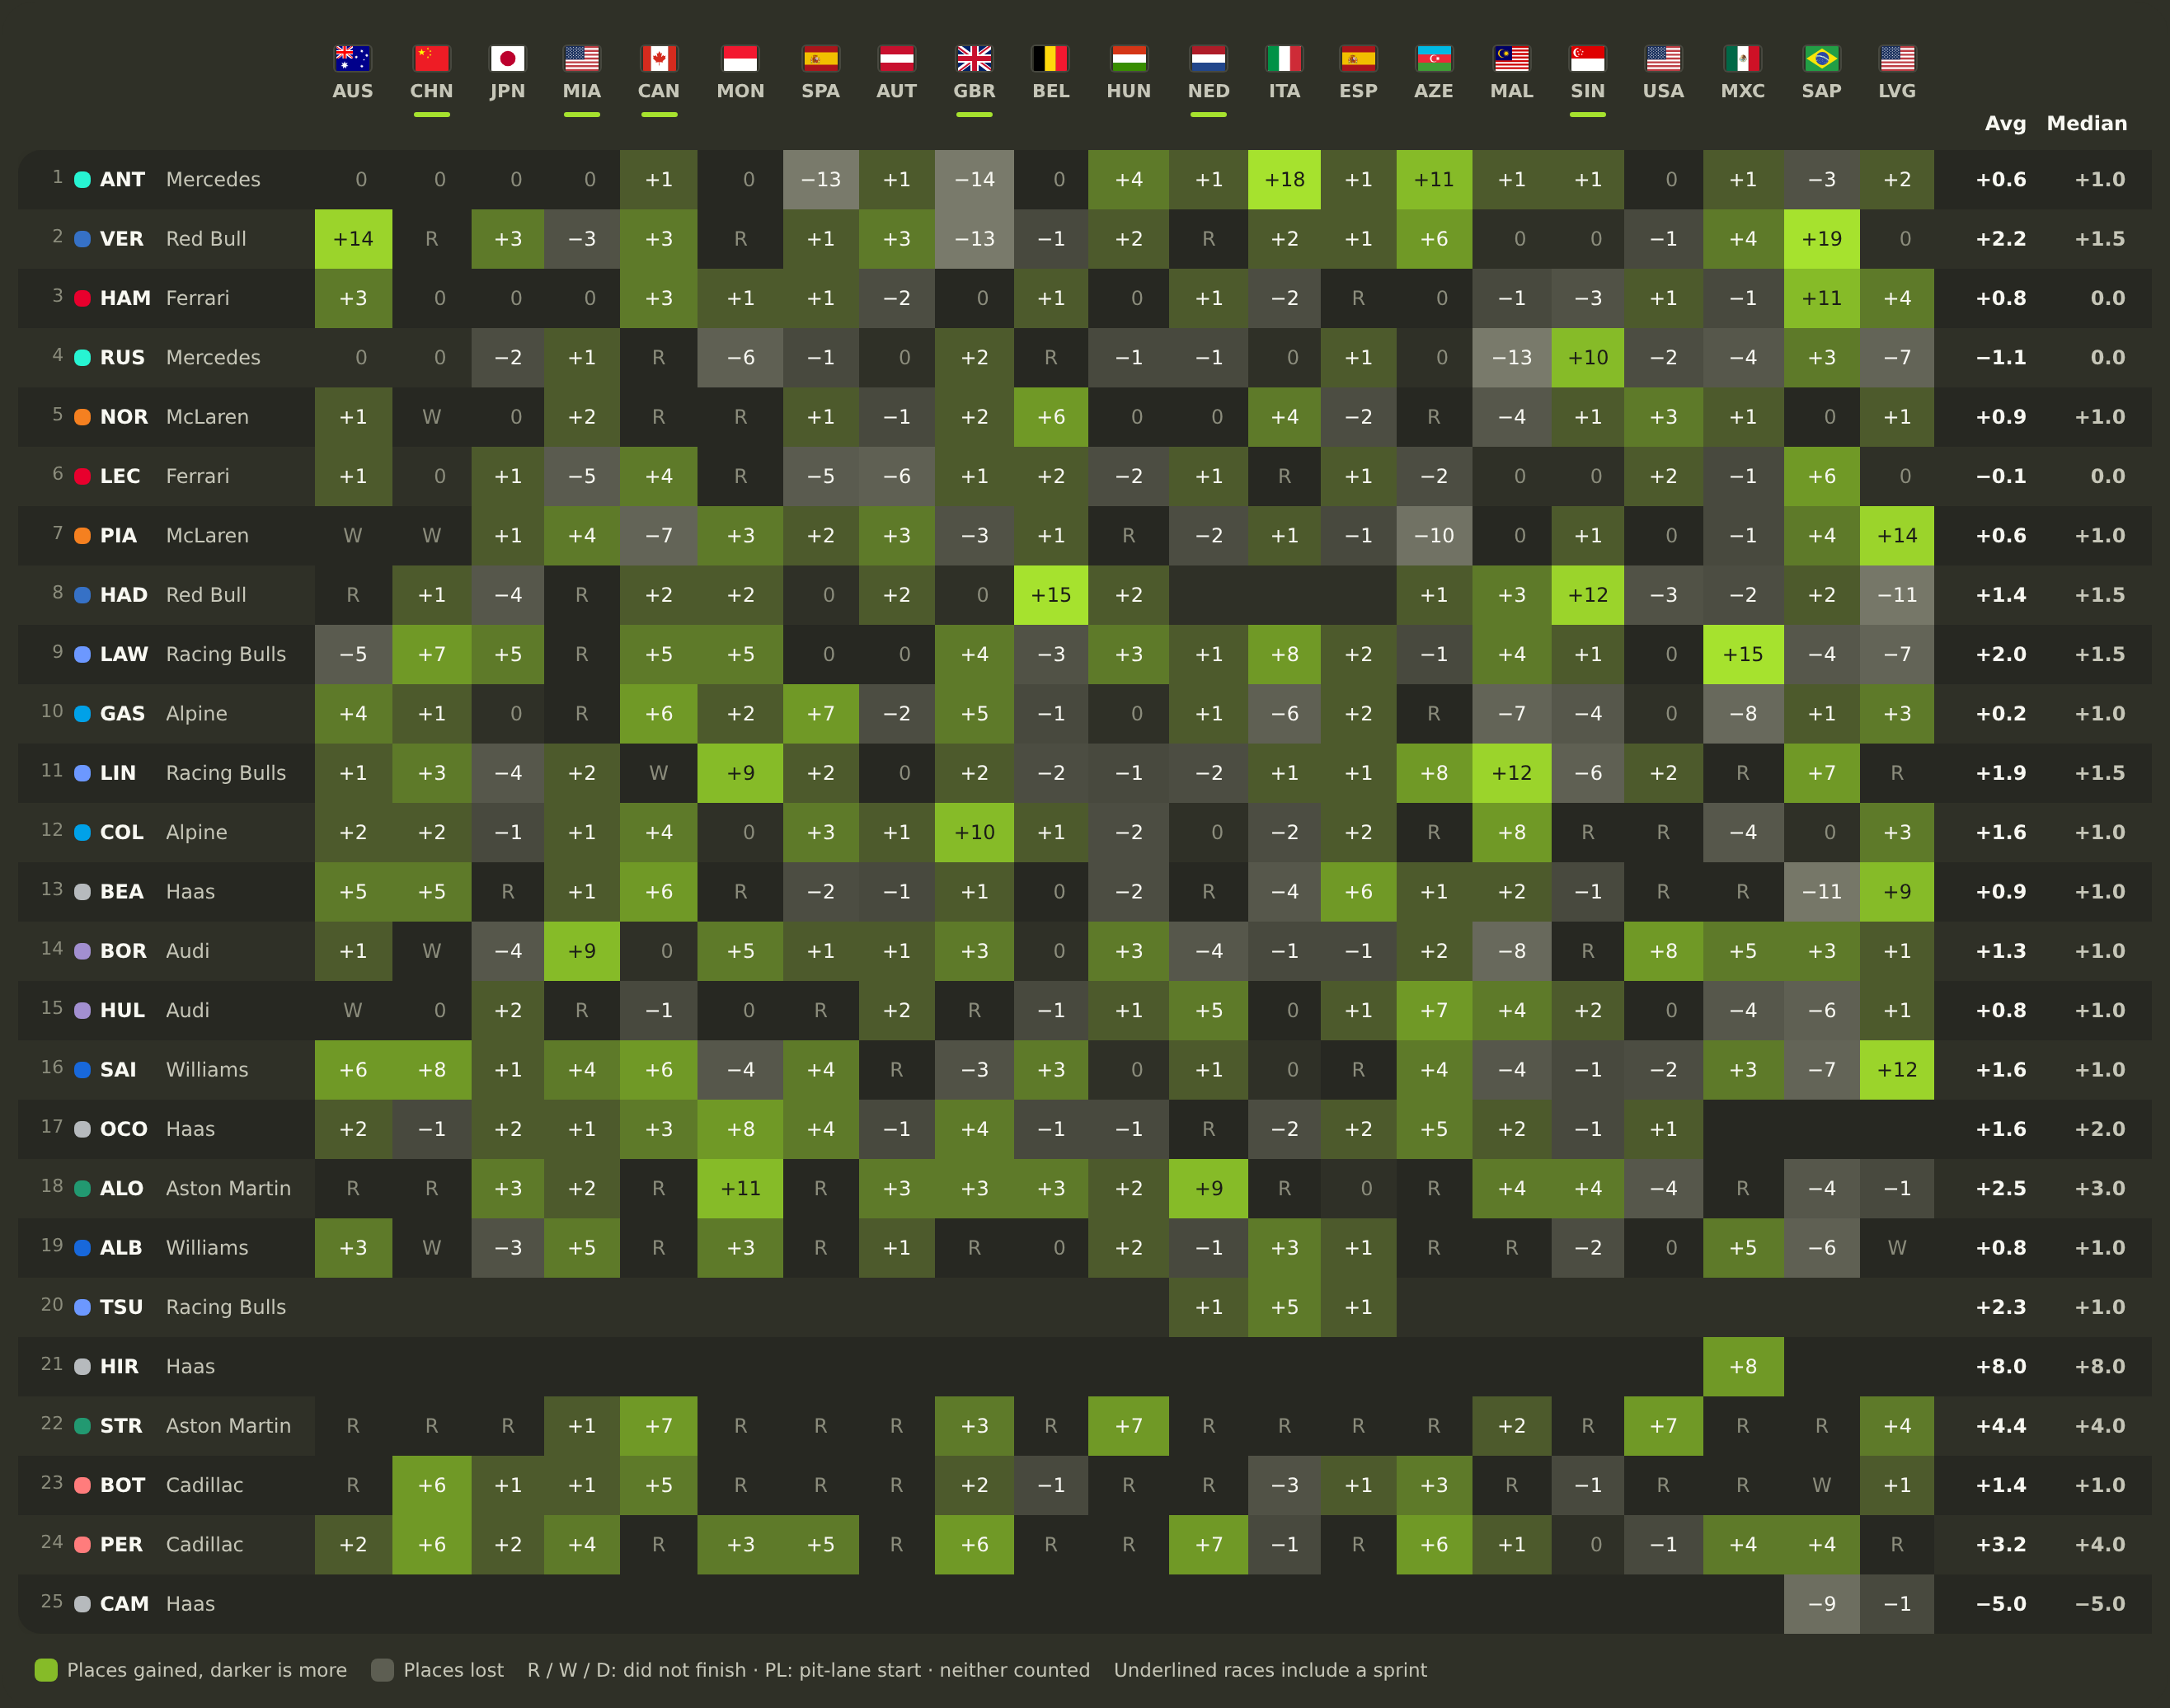 AUS CHN JPN MIA CAN MON SPA AUT GBR BEL HUN NED ITA ESP AZE MAL SIN USA MXC SAP LVG
Avg Median
1 ANT Mercedes 0 0 0 0 +1 0 −13 +1 −14 0 +4 +1 +18 +1 +11 +1 +1 0 +1 −3 +2 +0.6 +1.0
2 VER Red Bull +14 R +3 −3 +3 R +1 +3 −13 −1 +2 R +2 +1 +6 0 0 −1 +4 +19 0 +2.2 +1.5
3 HAM Ferrari +3 0 0 0 +3 +1 +1 −2 0 +1 0 +1 −2 R 0 −1 −3 +1 −1 +11 +4 +0.8 0.0
4 RUS Mercedes 0 0 −2 +1 R −6 −1 0 +2 R −1 −1 0 +1 0 −13 +10 −2 −4 +3 −7 −1.1 0.0
5 NOR McLaren +1 W 0 +2 R R +1 −1 +2 +6 0 0 +4 −2 R −4 +1 +3 +1 0 +1 +0.9 +1.0
6 LEC Ferrari +1 0 +1 −5 +4 R −5 −6 +1 +2 −2 +1 R +1 −2 0 0 +2 −1 +6 0 −0.1 0.0
7 PIA McLaren W W +1 +4 −7 +3 +2 +3 −3 +1 R −2 +1 −1 −10 0 +1 0 −1 +4 +14 +0.6 +1.0
8 HAD Red Bull R +1 −4 R +2 +2 0 +2 0 +15 +2 +1 +3 +12 −3 −2 +2 −11 +1.4 +1.5
9 LAW Racing Bulls −5 +7 +5 R +5 +5 0 0 +4 −3 +3 +1 +8 +2 −1 +4 +1 0 +15 −4 −7 +2.0 +1.5
10 GAS Alpine +4 +1 0 R +6 +2 +7 −2 +5 −1 0 +1 −6 +2 R −7 −4 0 −8 +1 +3 +0.2 +1.0
11 LIN Racing Bulls +1 +3 −4 +2 W +9 +2 0 +2 −2 −1 −2 +1 +1 +8 +12 −6 +2 R +7 R +1.9 +1.5
12 COL Alpine +2 +2 −1 +1 +4 0 +3 +1 +10 +1 −2 0 −2 +2 R +8 R R −4 0 +3 +1.6 +1.0
13 BEA Haas +5 +5 R +1 +6 R −2 −1 +1 0 −2 R −4 +6 +1 +2 −1 R R −11 +9 +0.9 +1.0
14 BOR Audi +1 W −4 +9 0 +5 +1 +1 +3 0 +3 −4 −1 −1 +2 −8 R +8 +5 +3 +1 +1.3 +1.0
15 HUL Audi W 0 +2 R −1 0 R +2 R −1 +1 +5 0 +1 +7 +4 +2 0 −4 −6 +1 +0.8 +1.0
16 SAI Williams +6 +8 +1 +4 +6 −4 +4 R −3 +3 0 +1 0 R +4 −4 −1 −2 +3 −7 +12 +1.6 +1.0
17 OCO Haas +2 −1 +2 +1 +3 +8 +4 −1 +4 −1 −1 R −2 +2 +5 +2 −1 +1 +1.6 +2.0
18 ALO Aston Martin R R +3 +2 R +11 R +3 +3 +3 +2 +9 R 0 R +4 +4 −4 R −4 −1 +2.5 +3.0
19 ALB Williams +3 W −3 +5 R +3 R +1 R 0 +2 −1 +3 +1 R R −2 0 +5 −6 W +0.8 +1.0
20 TSU Racing Bulls +1 +5 +1 +2.3 +1.0
21 HIR Haas +8 +8.0 +8.0
22 STR Aston Martin R R R +1 +7 R R R +3 R +7 R R R R +2 R +7 R R +4 +4.4 +4.0
23 BOT Cadillac R +6 +1 +1 +5 R R R +2 −1 R R −3 +1 +3 R −1 R R W +1 +1.4 +1.0
24 PER Cadillac +2 +6 +2 +4 R +3 +5 R +6 R R +7 −1 R +6 +1 0 −1 +4 +4 R +3.2 +4.0
25 CAM Haas −9 −1 −5.0 −5.0
Places gained, darker is more Places lost R / W / D: did not finish · PL: pit-lane start · neither counted Underlined races include a sprint